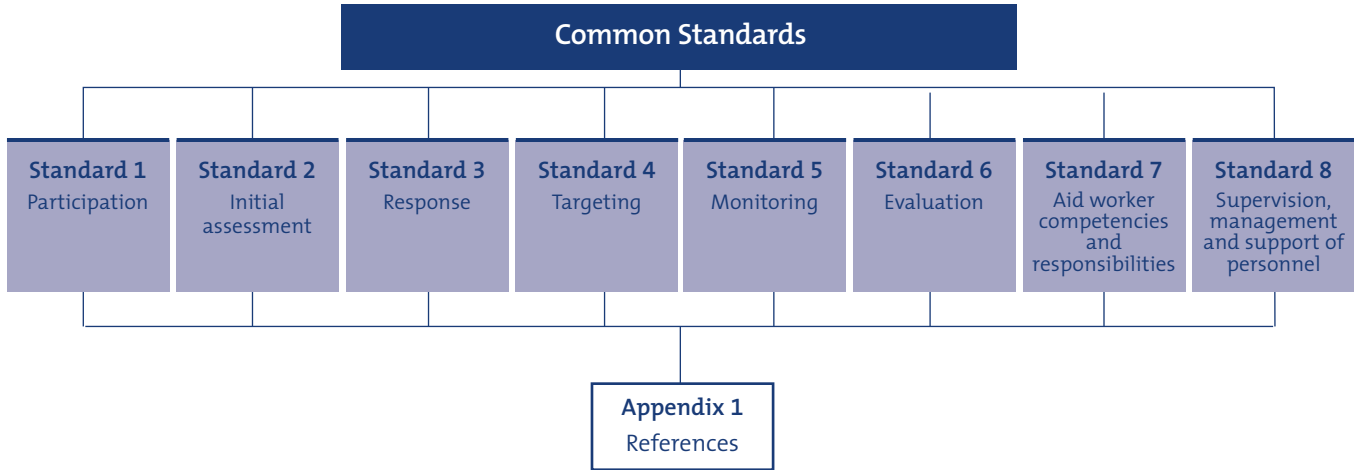 Common Standards
Standard 1
Participation
Standard 2
Initial
assessment
Standard 3
Response
Standard 4
Targeting
Standard 5
Monitoring
Standard 6
Evaluation
Standard 7
Aid worker
competencies
and
responsibilities
Standard 8
Supervision,
management
and support of
personnel
Appendix 1
References